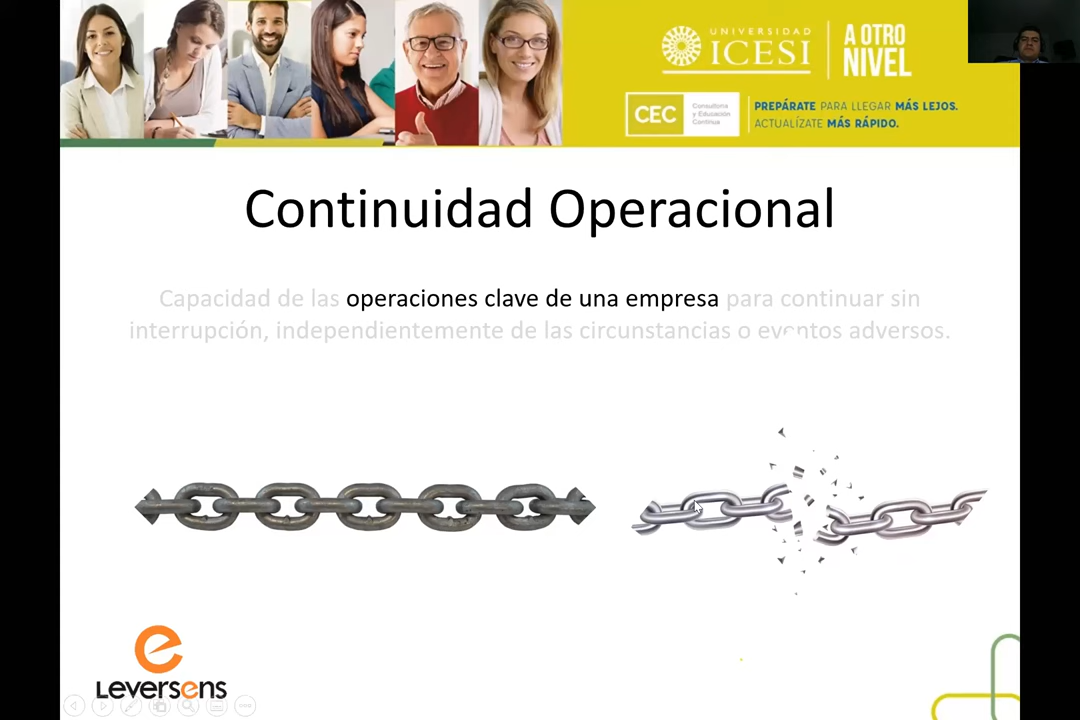 UNIVERSIDAD
ICESI
A OTRO
NIVEL
CEC
Consultoría
y Educación
Continua
PREPÁRATE PARA LLEGAR MÁS LEJOS.
ACTUALÍZATE MÁS RÁPIDO.
Continuidad Operacional
Capacidad de las operaciones clave de una empresa para continuar sin
interrupción, independientemente de las circunstancias o eventos adversos.
Leversens